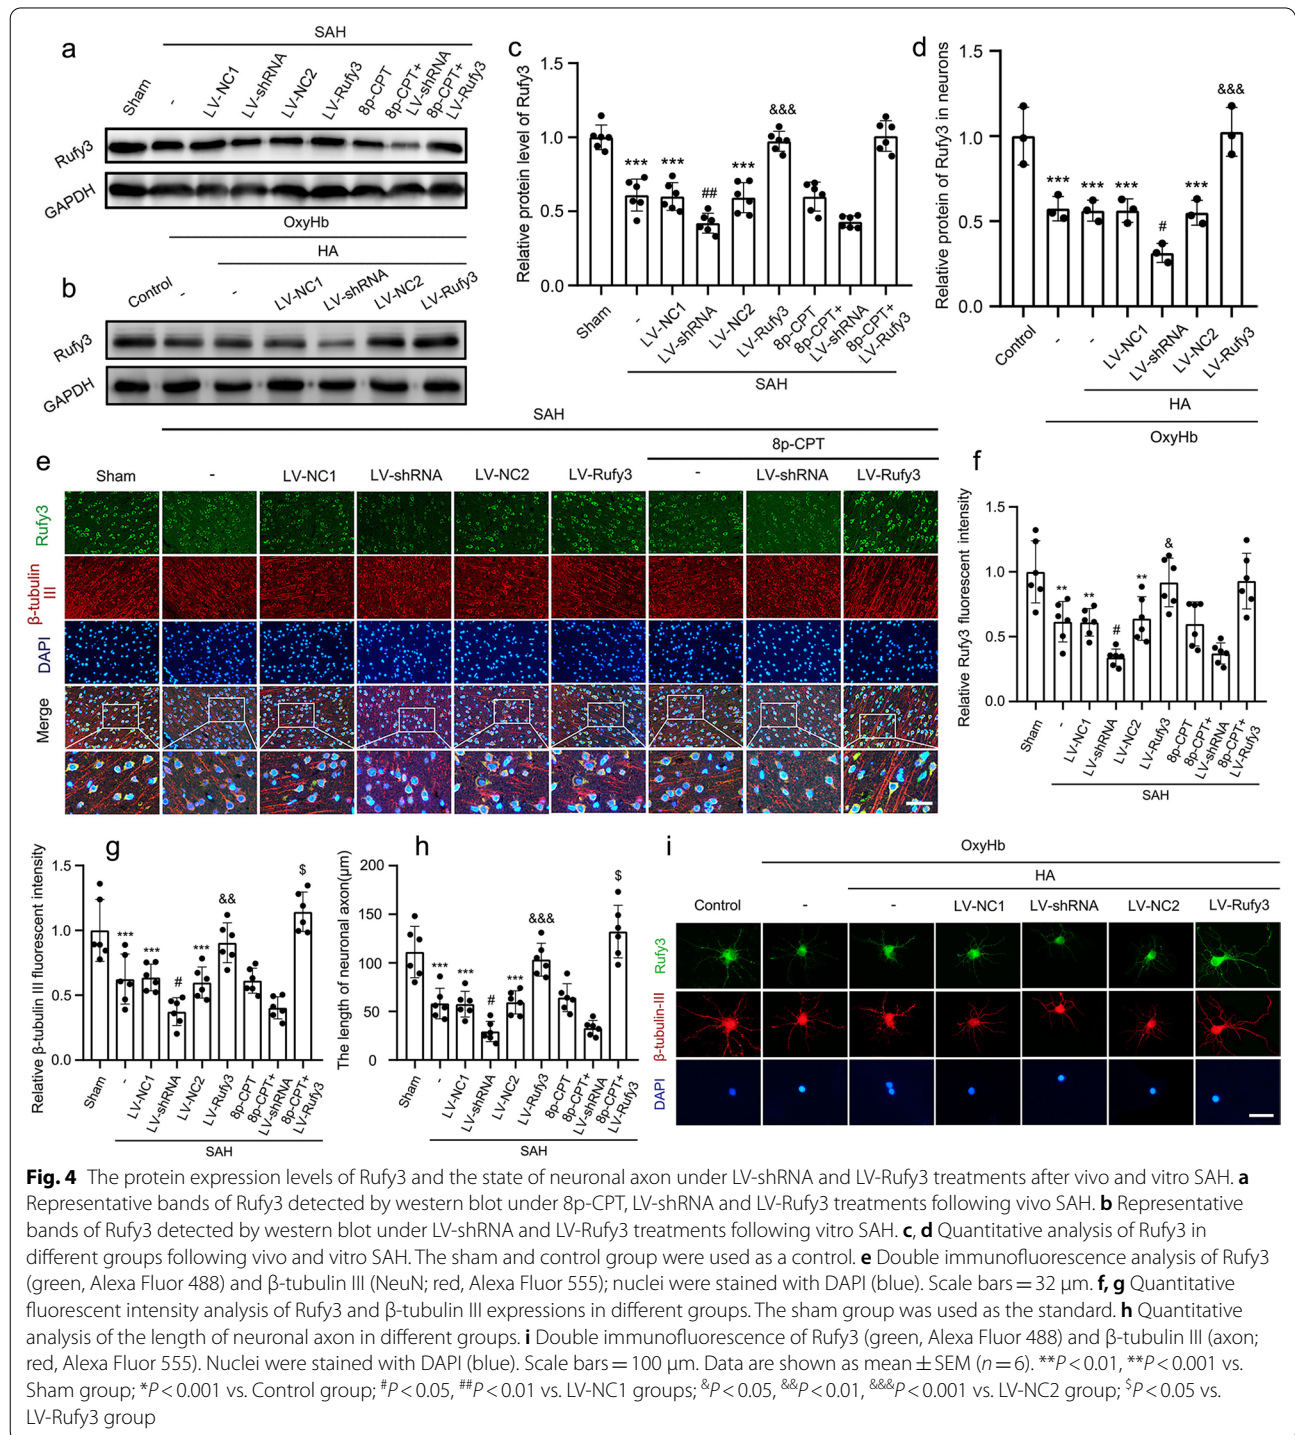 a
SAH
Sham
-
LV-NC1
LV-shRNA
LV-NC2
LV-Rufy3
8p-CPT
8p-CPT+
LV-shRNA
8p-CPT+
LV-Rufy3
Rufy3
GAPDH
OxyHb
HA
b
Control
-
-
LV-NC1
LV-shRNA
LV-NC2
LV-Rufy3
Rufy3
GAPDH
c
Relative protein level of Rufy3
2.0
1.5
1.0
0.5
0.0
***
***
##
***
&&&
Sham
-
LV-NC1
LV-shRNA
LV-NC2
LV-Rufy3
8p-CPT
8p-CPT+
LV-shRNA
8p-CPT+
LV-Rufy3
SAH
d
Relative protein of Rufy3 in neurons
1.5
1.0
0.5
0.0
***
***
***
#
***
&&&
Control
-
-
LV-NC1
LV-shRNA
LV-NC2
LV-Rufy3
HA
OxyHb
SAH
8p-CPT
e
Sham
-
LV-NC1
LV-shRNA
LV-NC2
LV-Rufy3
-
LV-shRNA
LV-Rufy3
Rufy3
β-tubulin
III
DAPI
Merge
f
Relative Rufy3 fluorescent intensity
1.5
1.0
0.5
0.0
**
**
#
**
&
Sham
-
LV-NC1
LV-shRNA
LV-NC2
LV-Rufy3
8p-CPT
8p-CPT+
LV-shRNA
8p-CPT+
LV-Rufy3
SAH
g
Relative β-tubulin III fluorescent intensity
1.5
1.0
0.5
0.0
***
***
#
***
&&
$
Sham
-
LV-NC1
LV-shRNA
LV-NC2
LV-Rufy3
8p-CPT
8p-CPT+
LV-shRNA
8p-CPT+
LV-Rufy3
SAH
h
The length of neuronal axon(μm)
200
150
100
50
0
***
***
#
***
&&&
$
Sham
-
LV-NC1
LV-shRNA
LV-NC2
LV-Rufy3
8p-CPT
8p-CPT+
LV-shRNA
8p-CPT+
LV-Rufy3
SAH
i
OxyHb
HA
Control
-
-
LV-NC1
LV-shRNA
LV-NC2
LV-Rufy3
Rufy3
β-tubulin-III
DAPI
Fig. 4 The protein expression levels of Rufy3 and the state of neuronal axon under LV-shRNA and LV-Rufy3 treatments after vivo and vitro SAH. a
Representative bands of Rufy3 detected by western blot under 8p-CPT, LV-shRNA and LV-Rufy3 treatments following vivo SAH. b Representative
bands of Rufy3 detected by western blot under LV-shRNA and LV-Rufy3 treatments following vitro SAH. c, d Quantitative analysis of Rufy3 in
different groups following vivo and vitro SAH. The sham and control group were used as a control. e Double immunofluorescence analysis of Rufy3
(green, Alexa Fluor 488) and β-tubulin III (NeuN; red, Alexa Fluor 555); nuclei were stained with DAPI (blue). Scale bars = 32 μm. f, g Quantitative
fluorescent intensity analysis of Rufy3 and β-tubulin III expressions in different groups. The sham group was used as the standard. h Quantitative
analysis of the length of neuronal axon in different groups. i Double immunofluorescence of Rufy3 (green, Alexa Fluor 488) and β-tubulin III (axon;
red, Alexa Fluor 555). Nuclei were stained with DAPI (blue). Scale bars = 100 μm. Data are shown as mean ± SEM (n = 6). **P < 0.01, **P < 0.001 vs.
Sham group; *P < 0.001 vs. Control group; #P < 0.05, ##P < 0.01 vs. LV-NC1 groups; &P < 0.05, &&P < 0.01, &&&P < 0.001 vs. LV-NC2 group; $P < 0.05 vs.
LV-Rufy3 group